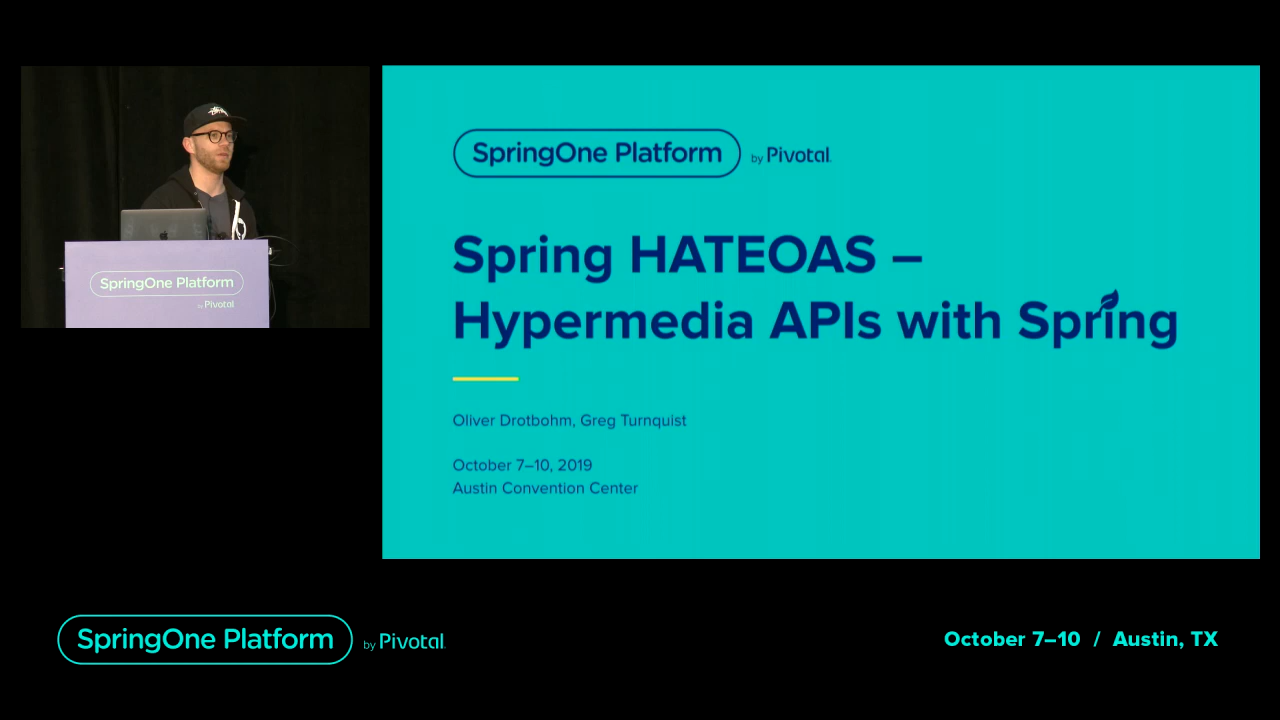 SpringOne Platform
by Pivotal
SpringOne Platform by Pivotal
Spring HATEOAS –
Hypermedia APIs with Spring
Oliver Drotbohm, Greg Turnquist
October 7–10, 2019
Austin Convention Center
SpringOne Platform by Pivotal
October 7–10 / Austin, TX